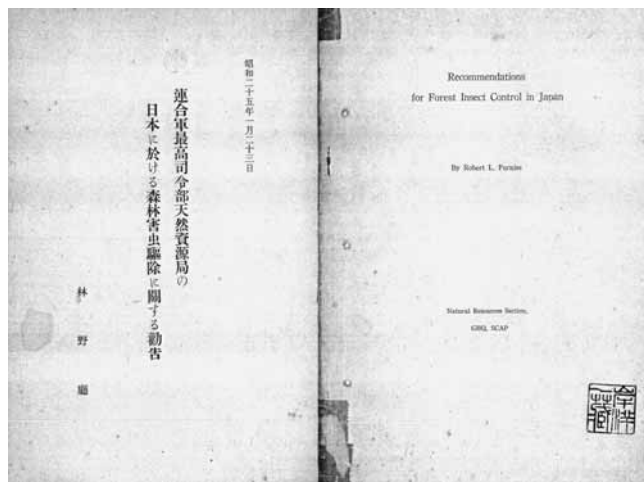 昭和二十五年一月二十三日
連合軍最高司令部天然資源局の
日本に於ける森林害虫驅除に關する勸告
林野廳
Recommendations
for Forest Insect Control in Japan
By Robert L. Furniss
Natural Resources Section,
GHQ, SCAP